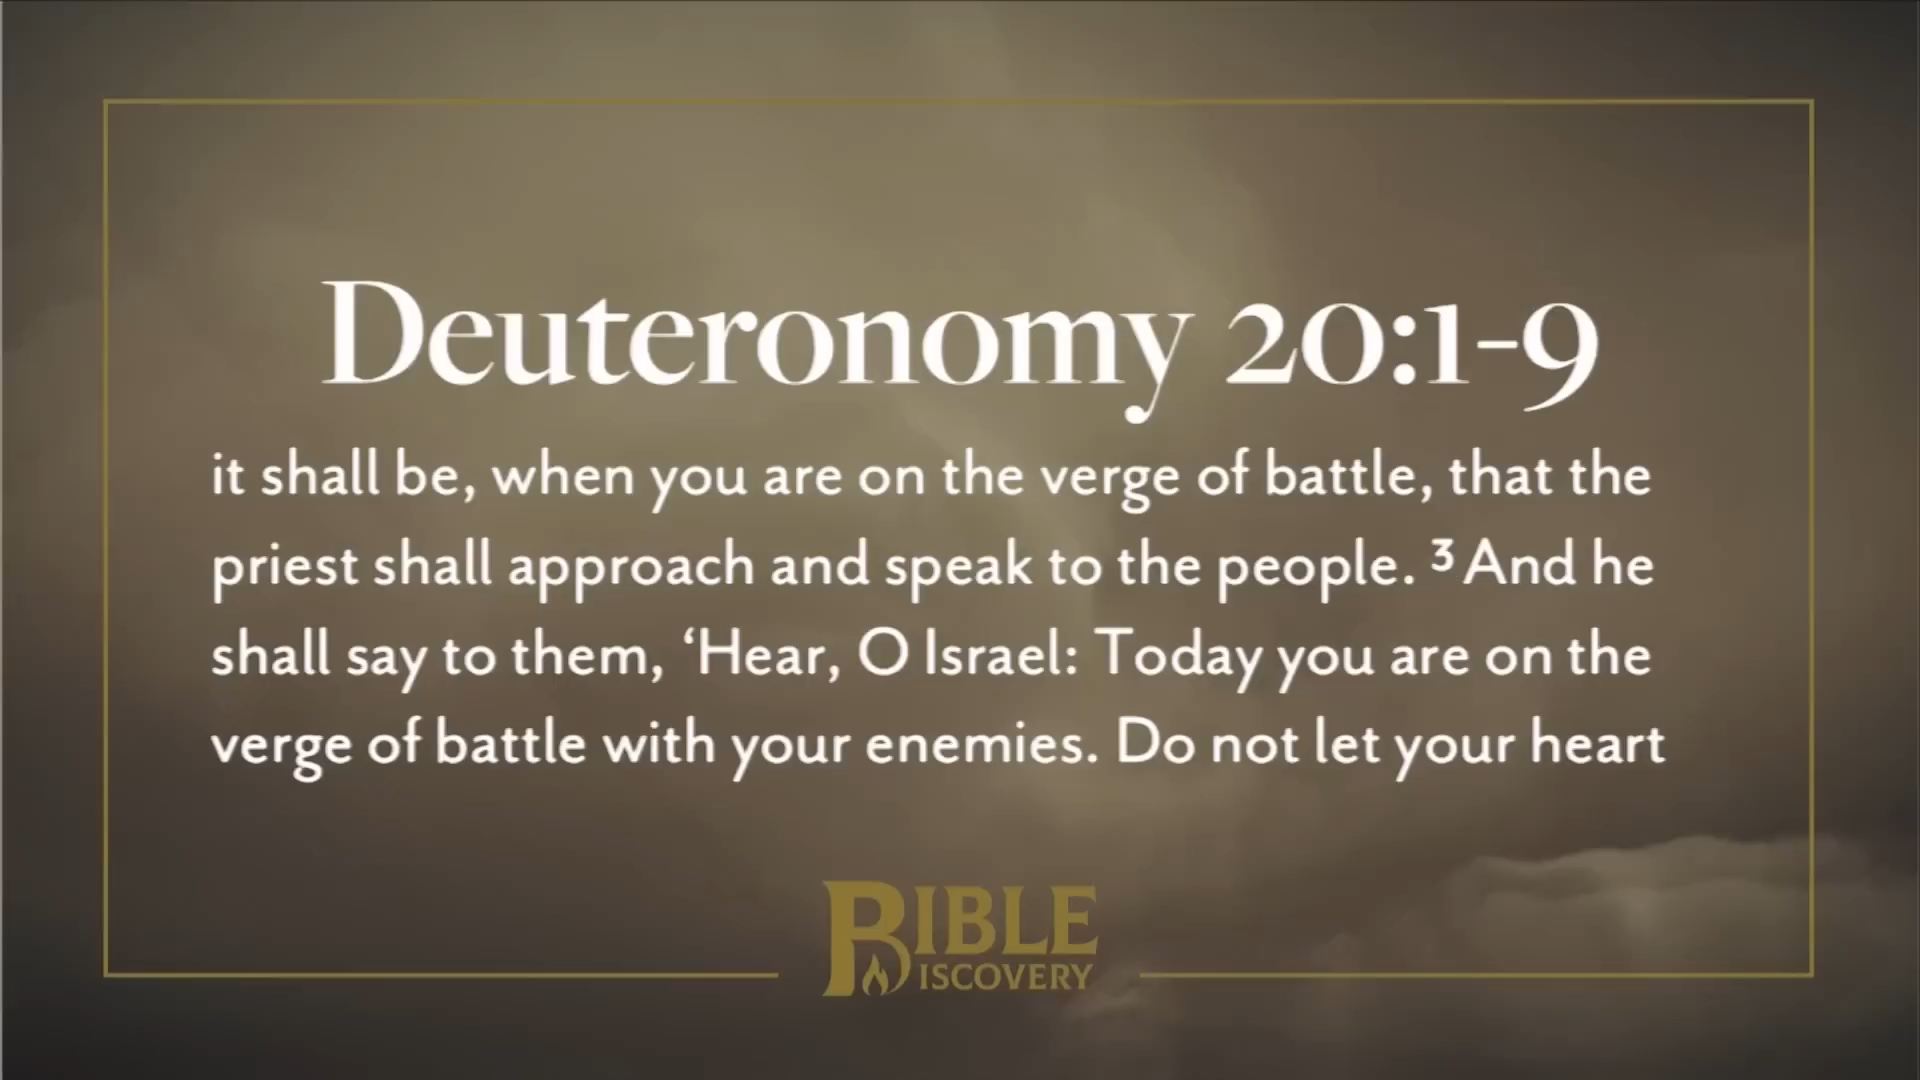 Deuteronomy 20:1-9
it shall be, when you are on the verge of battle, that the
priest shall approach and speak to the people. ³ And he
shall say to them, ‘Hear, O Israel: Today you are on the
verge of battle with your enemies. Do not let your heart
BIBLE
DISCOVERY